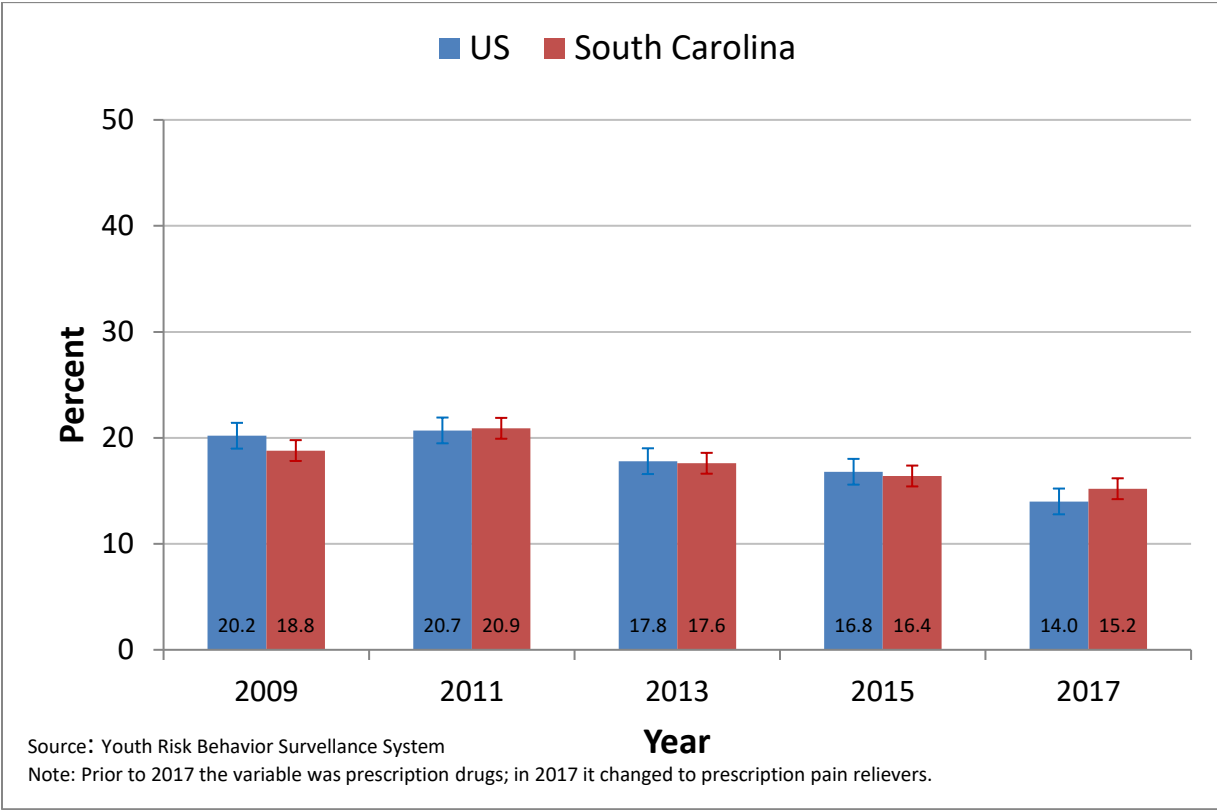 US South Carolina
50
40
30
20
10
0
Percent
20.2 18.8 20.7 20.9 17.8 17.6 16.8 16.4 14.0 15.2
2009 2011 2013 2015 2017
Year
Source: Youth Risk Behavior Survellance System
Note: Prior to 2017 the variable was prescription drugs; in 2017 it changed to prescription pain relievers.